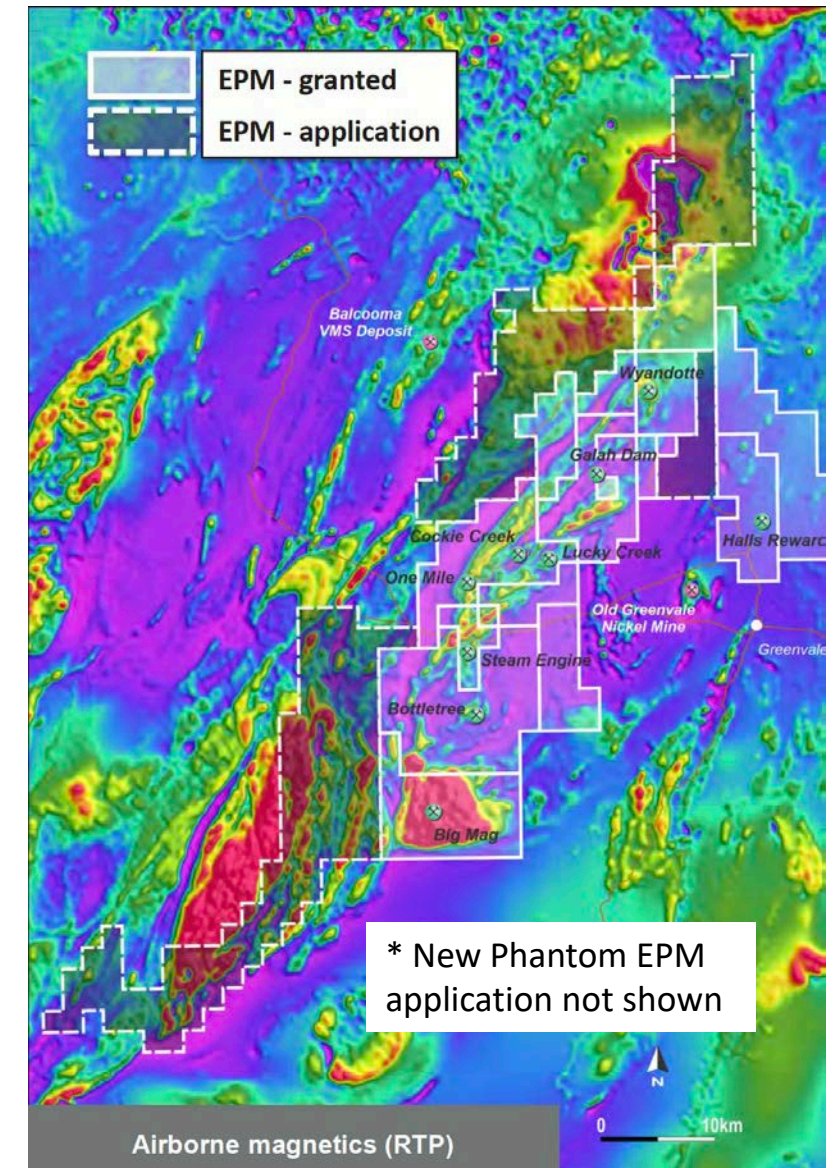 EPM - granted
EPM - application
Balcooma
VMS Deposit
Wyandotte
Galah Dam
Cockie Creek
Lucky Creek
Halls Rewarc
One Mile
Old Greenvale
Nickel Mine
Greenvale
Steam Engine
Bottletree
Big Mag
* New Phantom EPM
application not shown
N
0 10km
Airborne magnetics (RTP)